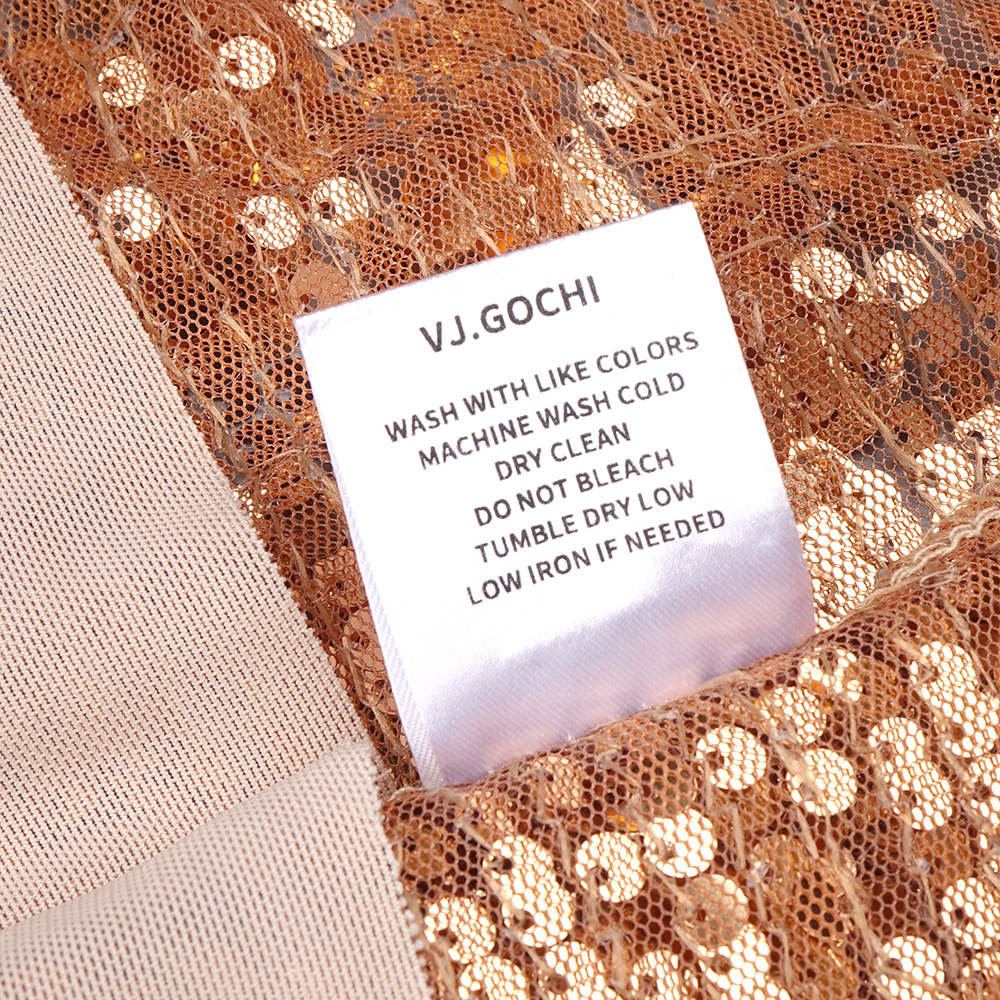 VJ.GOCHI
WASH WITH LIKE COLORS
MACHINE WASH COLD
DRY CLEAN
DO NOT BLEACH
TUMBLE DRY LOW
LOW IRON IF NEEDED